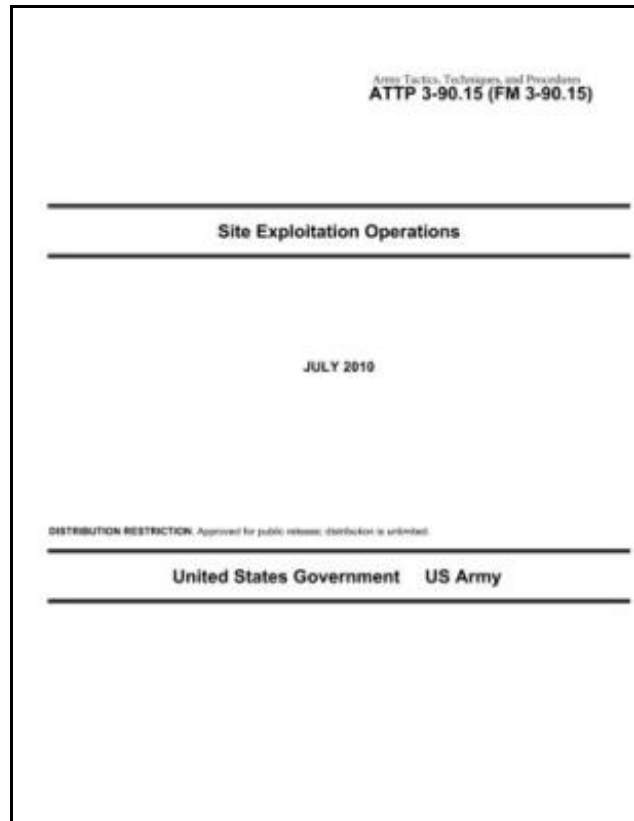 Army Tactics, Techniques, and Procedures
ATTP 3-90.15 (FM 3-90.15)
Site Exploitation Operations
JULY 2010
DISTRIBUTION RESTRICTION: Approved for public release; distribution is unlimited.
United States Government US Army